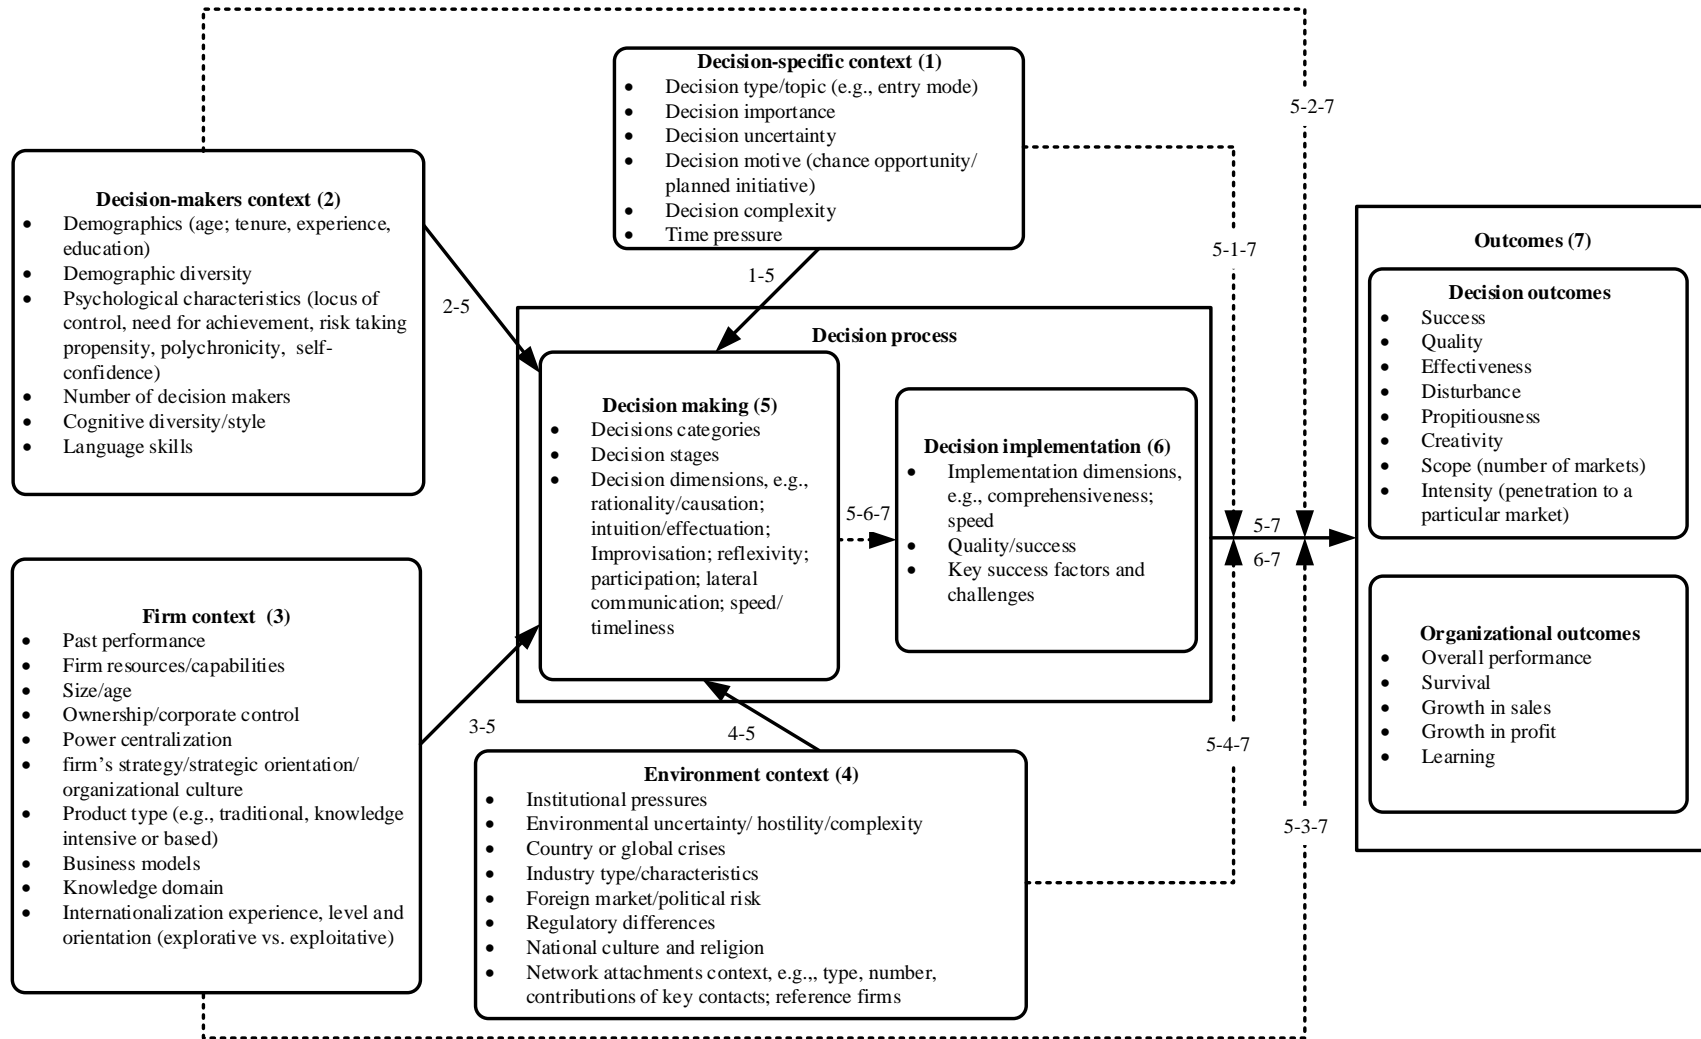 Decision-specific context (1)
• Decision type/topic (e.g., entry mode)
• Decision importance
• Decision uncertainty
• Decision motive (chance opportunity/
planned initiative)
• Decision complexity
• Time pressure
5-2-7
5-1-7
1-5
Decision-makers context (2)
• Demographics (age; tenure, experience,
education)
• Demographic diversity
• Psychological characteristics (locus of
control, need for achievement, risk taking
propensity, polychronicity, self-
confidence)
• Number of decision makers
• Cognitive diversity/style
• Language skills
2-5
Decision process
Decision making (5)
• Decisions categories
• Decision stages
• Decision dimensions, e.g.,
rationality/causation;
intuition/effectuation;
Improvisation; reflexivity;
participation; lateral
communication; speed/
timeliness
5-6-7
Decision implementation (6)
• Implementation dimensions,
e.g., comprehensiveness;
speed
• Quality/success
• Key success factors and
challenges
5-7
6-7
Outcomes (7)
Decision outcomes
• Success
• Quality
• Effectiveness
• Disturbance
• Propitiousness
• Creativity
• Scope (number of markets)
• Intensity (penetration to a
particular market)
Organizational outcomes
• Overall performance
• Survival
• Growth in sales
• Growth in profit
• Learning
Firm context (3)
• Past performance
• Firm resources/capabilities
• Size/age
• Ownership/corporate control
• Power centralization
• firm's strategy/strategic orientation/
organizational culture
• Product type (e.g., traditional, knowledge
intensive or based)
• Business models
• Knowledge domain
• Internationalization experience, level and
orientation (explorative vs. exploitative)
3-5
4-5
5-4-7
5-3-7
Environment context (4)
• Institutional pressures
• Environmental uncertainty/ hostility/complexity
• Country or global crises
• Industry type/characteristics
• Foreign market/political risk
• Regulatory differences
• National culture and religion
• Network attachments context, e.g.,, type, number,
contributions of key contacts; reference firms